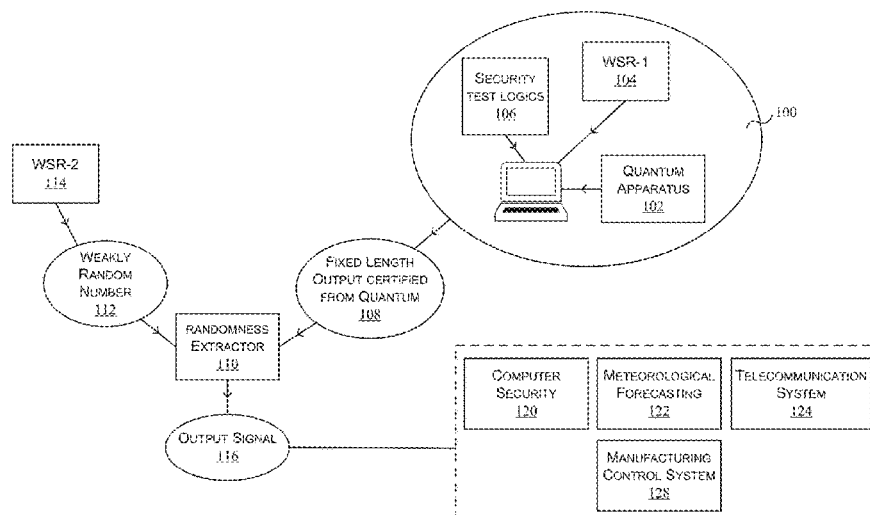 SECURITY
TEST LOGICS
106
WSR-1
104
100
QUANTUM
APPARATUS
102
WSR-2
114
WEAKLY
RANDOM
NUMBER
112
FIXED LENGTH
OUTPUT CERTIFIED
FROM QUANTUM
108
RANDOMNESS
EXTRACTOR
110
OUTPUT SIGNAL
116
COMPUTER
SECURITY
120
METEOROLOGICAL
FORECASTING
122
TELECOMMUNICATION
SYSTEM
124
MANUFACTURING
CONTROL SYSTEM
128